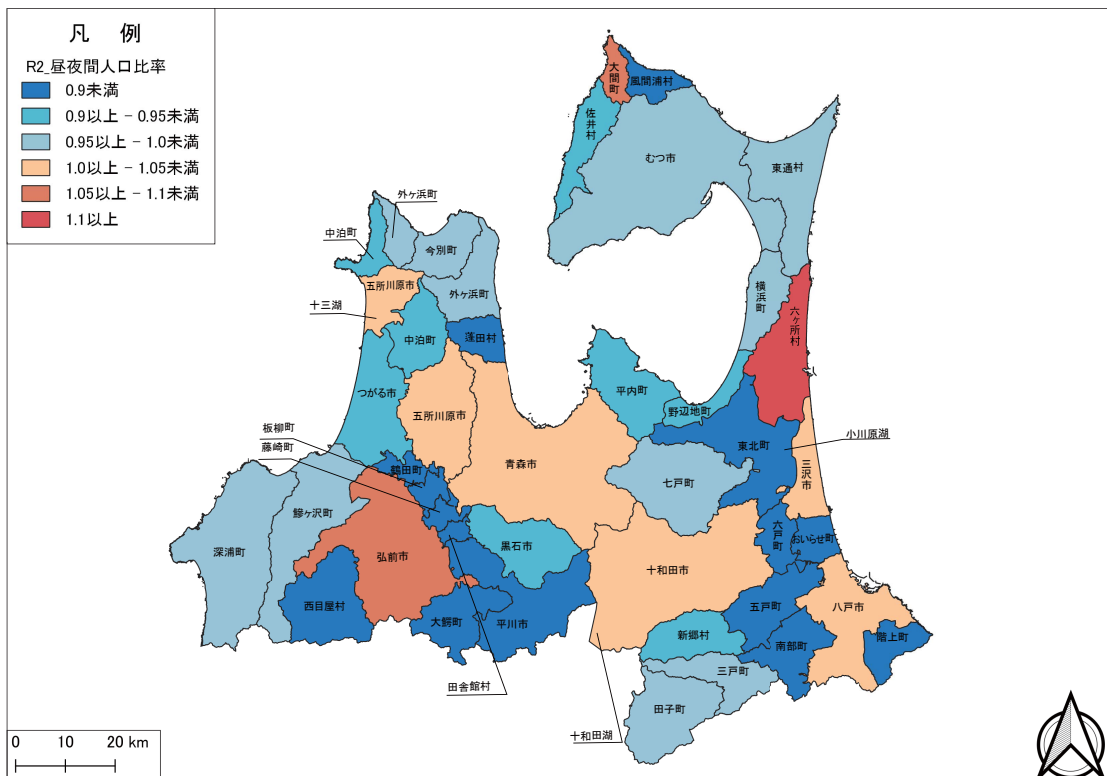 凡 例
R2_昼夜間人口比率
0.9未満
0.9以上 − 0.95未満
0.95以上 − 1.0未満
1.0以上 − 1.05未満
1.05以上 − 1.1未満
1.1以上
大間町
風間浦村
佐井村
むつ市
東通村
外ヶ浜町
中泊町
今別町
五所川原市
外ヶ浜町
横浜町
十三湖
六ヶ所村
中泊町
蓬田村
つがる市
平内町
野辺地町
五所川原市
板柳町
藤崎町
東北町
小川原湖
青森市
鶴田町
三沢市
七戸町
鰺ヶ沢町
六戸町
おいらせ町
深浦町
弘前市
黒石市
十和田市
西目屋村
五戸町
八戸市
大鰐町
平川市
新郷村
南部町
階上町
三戸町
田舎館村
田子町
十和田湖
0 10 20 km